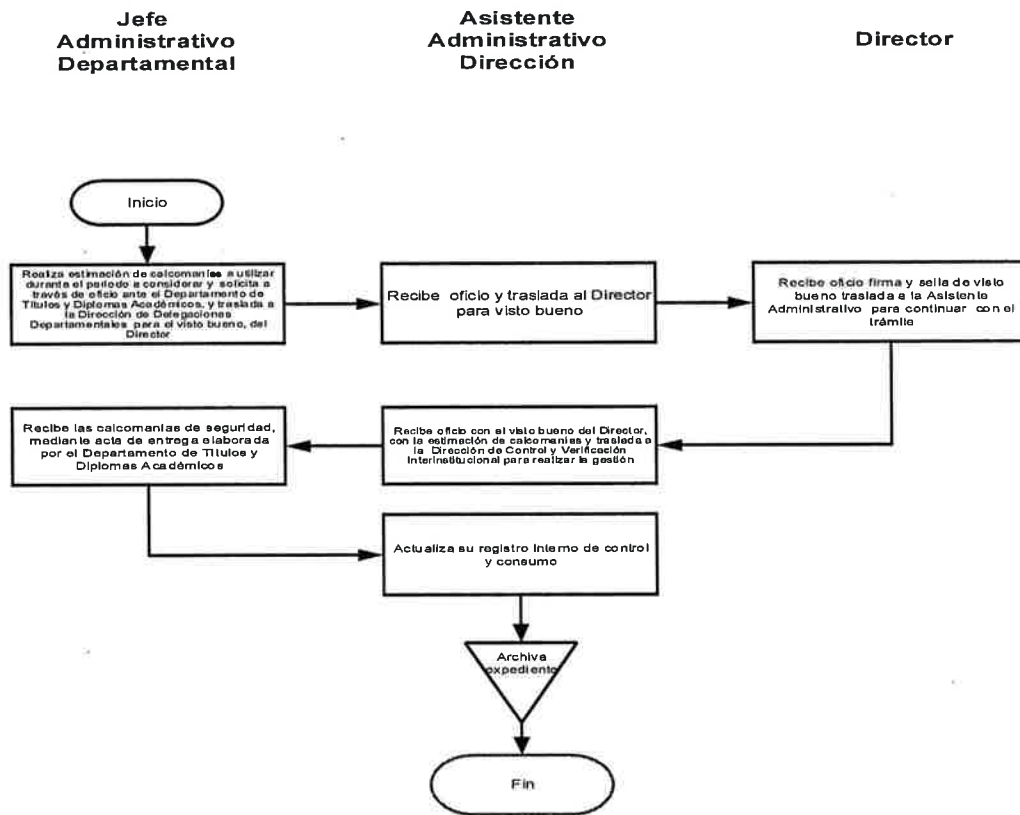 Jefe
Administrativo
Departamental
Asistente
Administrativo
Dirección
Director
Inicio
Realiza estimación de calcomanías a utilizar
durante el período a considerar y solicita a
través de oficio ante el Departamento de
Títulos y Diplomas Académicos, y traslada a
la Dirección de Delegaciones
Departamentales para el visto bueno, del
Director
Recibe oficio y traslada al Director
para visto bueno
Recibe oficio firma y sella de visto
bueno traslada a la Asistente
Administrativo para continuar con el
trámite
Recibe las calcomanías de seguridad,
mediante acta de entrega elaborada
por el Departamento de Títulos y
Diplomas Académicos
Recibe oficio con el visto bueno del Director,
con la estimación de calcomanías y traslada a
la Dirección de Control y Verificación
Interinstitucional para realizar la gestión
Actualiza su registro interno de control
y consumo
Archiva
expediente
Fin